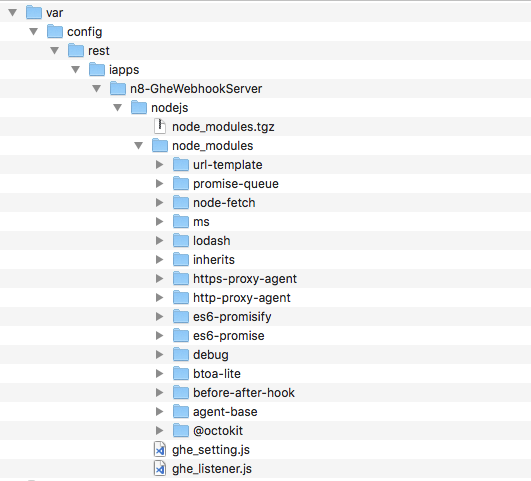 var
config
rest
iapps
n8-GheWebhookServer
nodejs
node_modules.tgz
node_modules
url-template
promise-queue
node-fetch
ms
lodash
inherits
https-proxy-agent
http-proxy-agent
es6-promisify
es6-promise
debug
btoa-lite
before-after-hook
agent-base
@octokit
ghe_setting.js
ghe_listener.js